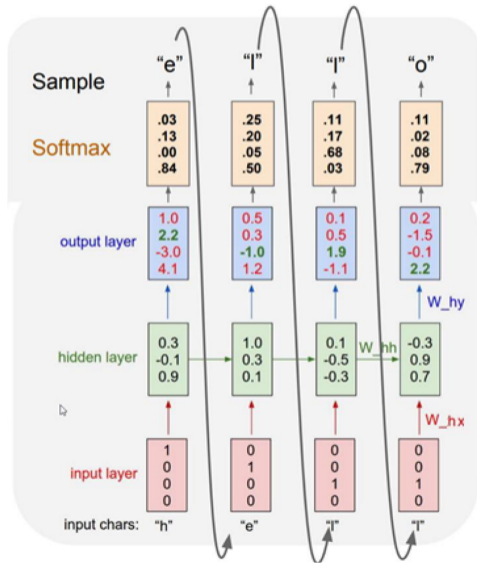 "e" "l" "l" "o"
Sample
Softmax
.03 .25 .11 .11
.13 .20 .17 .02
.00 .05 .68 .08
.84 .50 .03 .79
output layer
1.0 0.5 0.1 0.2
2.2 0.3 0.5 -1.5
-3.0 -1.0 1.9 -0.1
4.1 1.2 -1.1 2.2
W_hy
hidden layer
0.3 1.0 0.1 -0.3
-0.1 0.3 -0.5 0.9
0.9 0.1 -0.3 0.7
W_hh
W_hx
input layer
1 0 0 0
0 1 0 0
0 0 1 1
0 0 0 0
input chars: "h" "e" "l" "l"